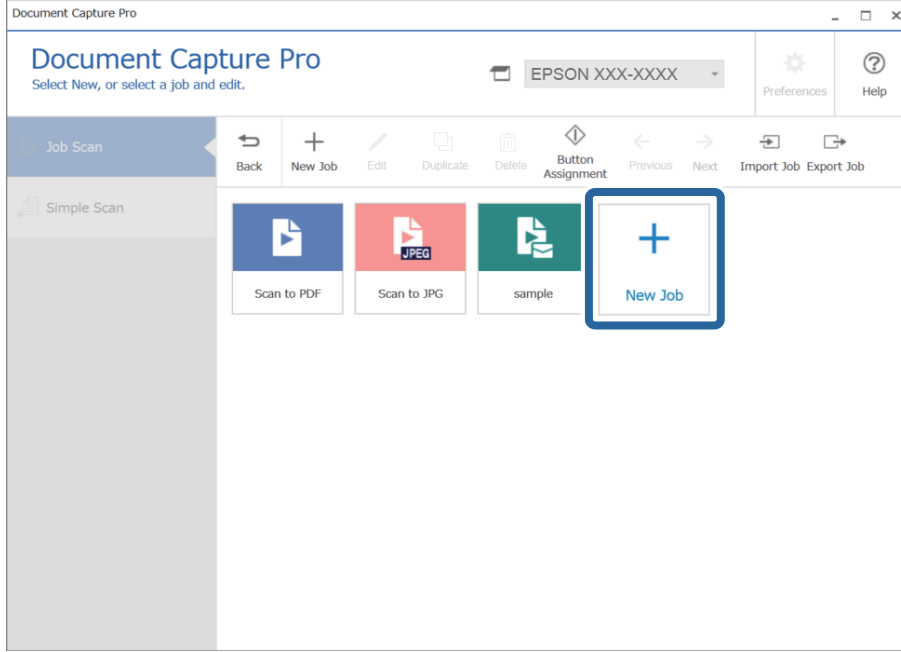 Document Capture Pro
Document Capture Pro
Select New, or select a job and edit.
EPSON XXX-XXXX
Preferences
Help
Job Scan
Simple Scan
Back
New Job
Edit
Duplicate
Delete
Button
Assignment
Previous
Next
Import Job
Export Job
JPEG
Scan to PDF
Scan to JPG
sample
New Job